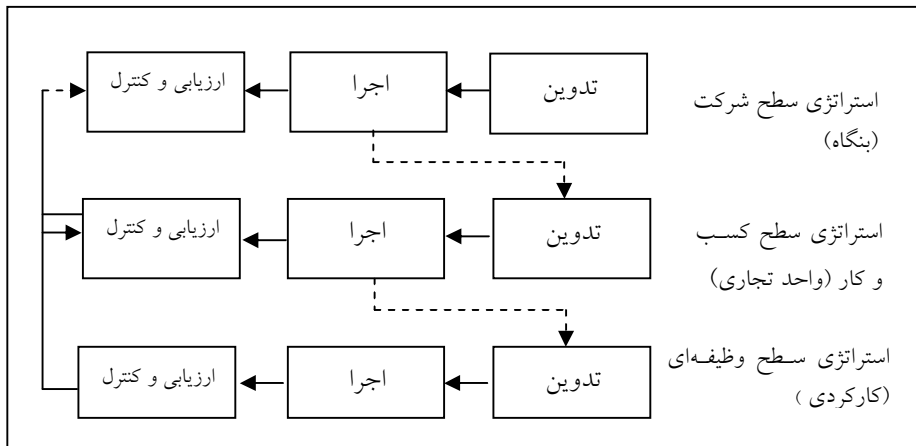 استراتژی سطح شرکت
(بنگاه)
تدوین
اجرا
ارزیابی و کنترل
استراتژی سطح کسب
و کار (واحد تجاری)
تدوین
اجرا
ارزیابی و کنترل
استراتژی سطح وظیفه‌ای
(کارکردی )
تدوین
اجرا
ارزیابی و کنترل